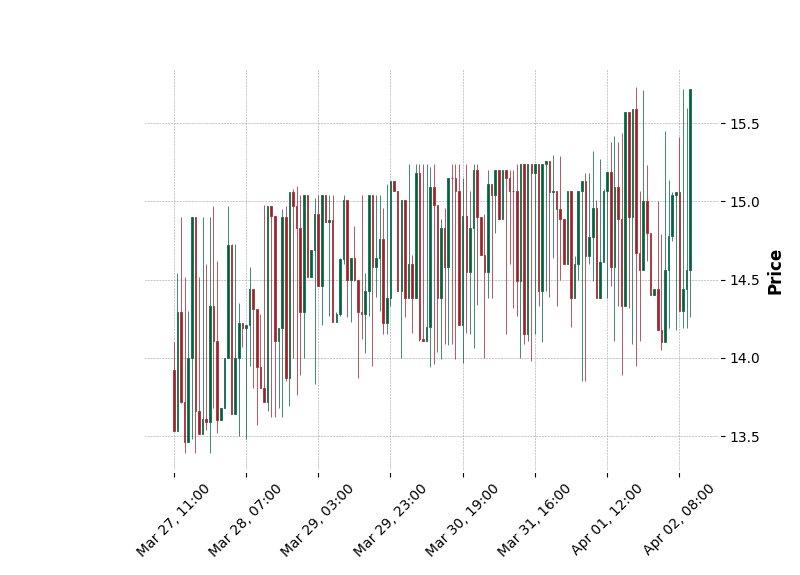 15.5
15.0
14.5
14.0
13.5
Price
Mar 27, 11:00
Mar 28, 07:00
Mar 29, 03:00
Mar 29, 23:00
Mar 30, 19:00
Mar 31, 16:00
Apr 01, 12:00
Apr 02, 08:00